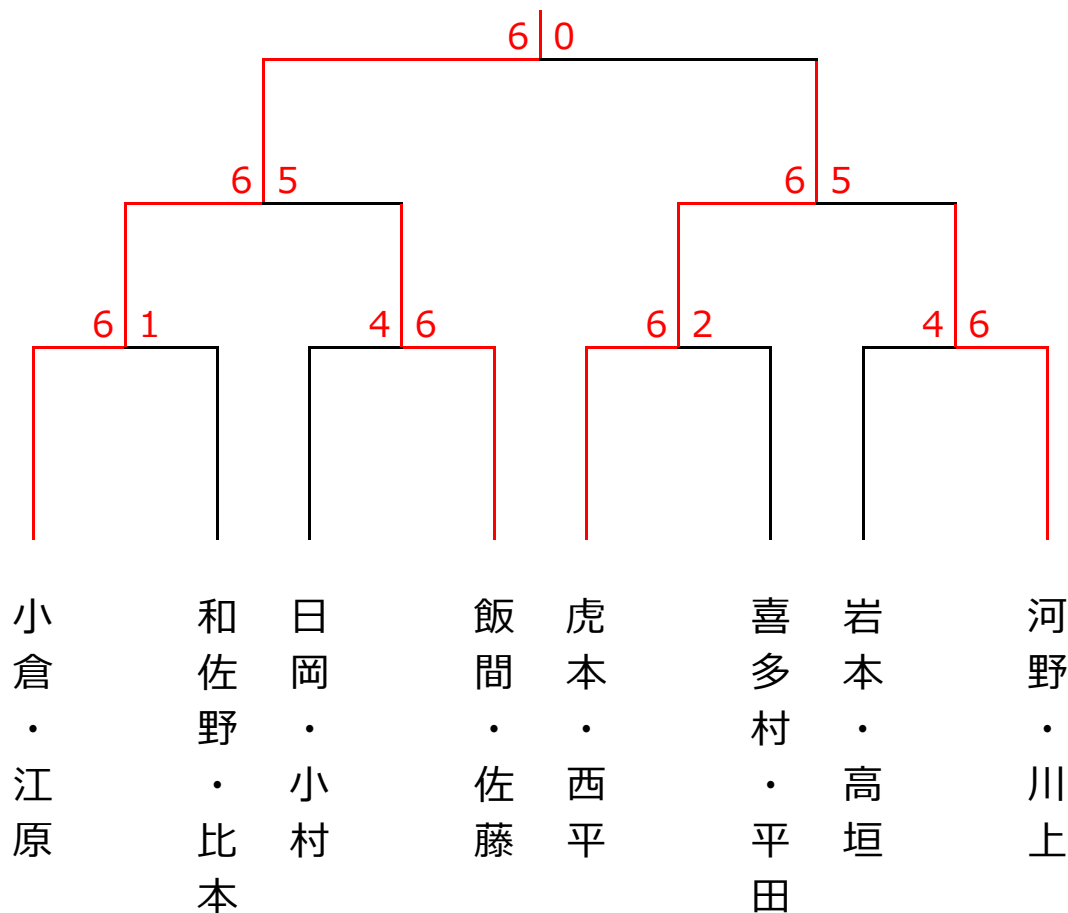 6 0
6 5
6 5
6 1
4 6
6 2
4 6
小倉・江原
和佐野・比本
日岡・小村
飯間・佐藤
虎本・西平
喜多村・平田
岩本・高垣
河野・川上